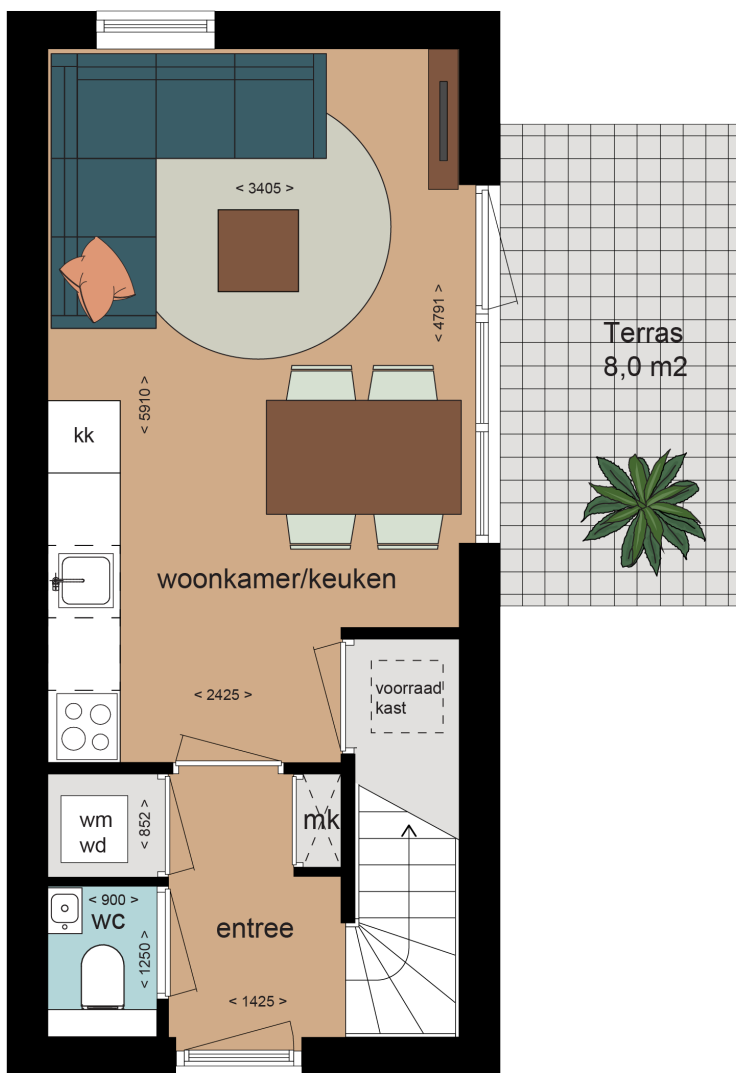 < 3405 >
< 4791 >
Terras
8,0 m2
< 5910 >
kk
woonkamer/keuken
< 2425 >
voorraad
kast
wm
wd
< 852 >
mk
< 900 >
wc
< 1250 >
entree
< 1425 >